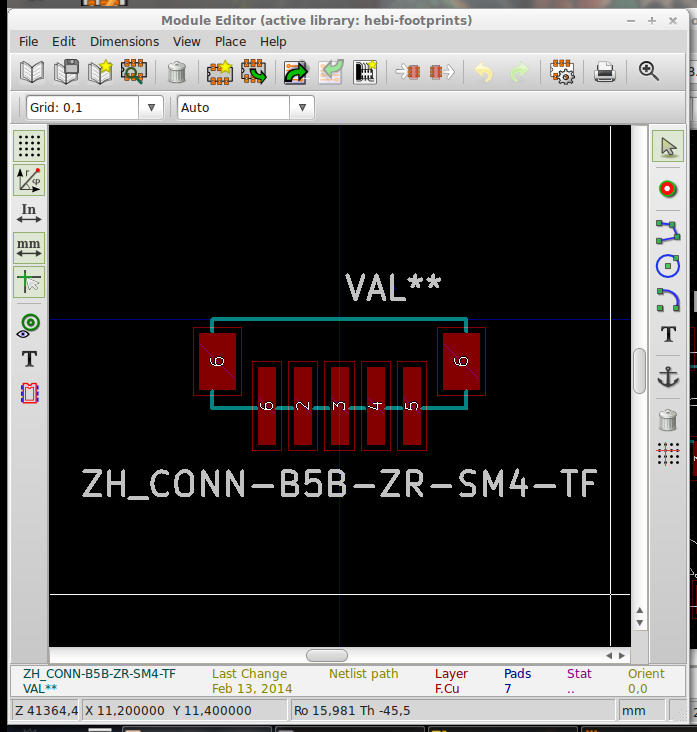 Module Editor (active library: hebi-footprints)
File Edit Dimensions View Place Help
Grid: 0,1 Auto
In
mm
T
T
VAL**
6 6
6 2 3 4 5
ZH_CONN-B5B-ZR-SM4-TF
ZH_CONN-B5B-ZR-SM4-TF Last Change Netlist path Layer Pads Stat Orient
VAL** Feb 13, 2014 F.Cu 7 .. 0,0
Z 41364,4 X 11,200000 Y 11,400000 Ro 15,981 Th -45,5 mm